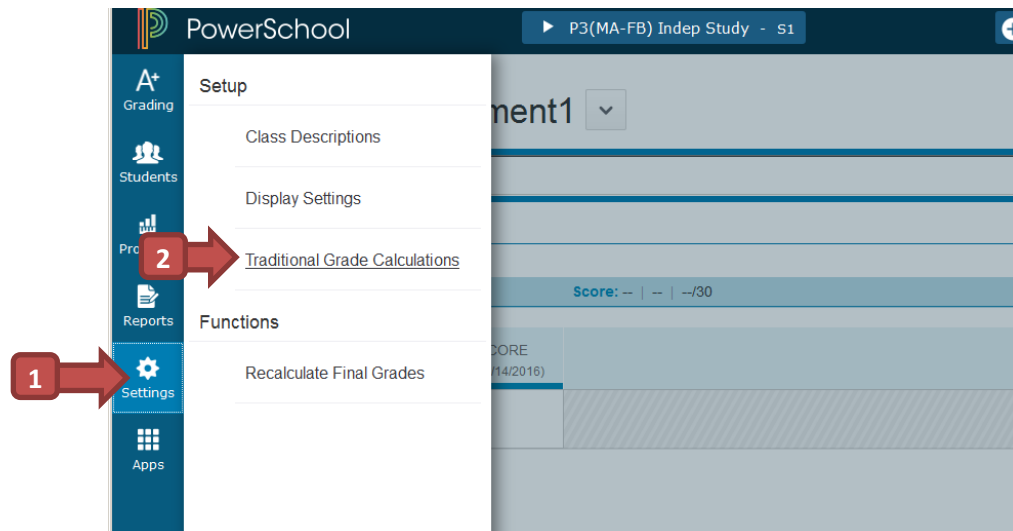 PowerSchool
P3(MA-FB) Indep Study - S1
A+
Grading
Students
Reports
Settings
Apps
1
2
Setup
Class Descriptions
Display Settings
Traditional Grade Calculations
Functions
Recalculate Final Grades
ment1
Score: -- | -- | --/30
CORE
/14/2016)